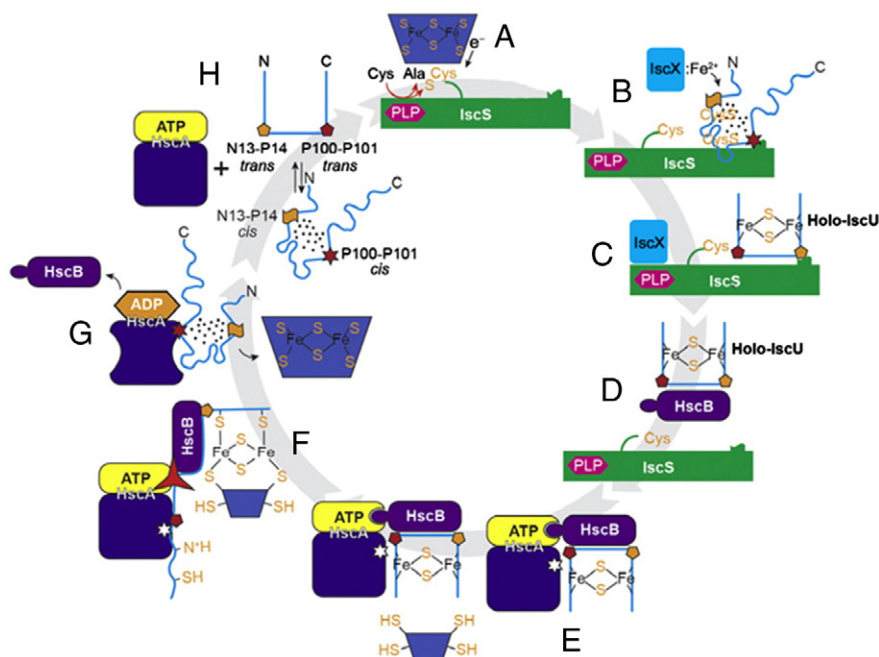 A
S
S
Fe
Fe
S
S
S
S
e⁻
Cys
Ala
Cys
S
PLP
IscS
B
IscX
:Fe²⁺
N
C
CysS
CysS
Cys
PLP
IscS
C
IscX
Cys
S
Fe
Fe
S
Holo-IscU
PLP
IscS
D
S
Fe
Fe
S
Holo-IscU
HscB
Cys
PLP
IscS
E
ATP
HscA
HscB
S
Fe
Fe
S
ATP
HscA
HscB
S
Fe
Fe
S
HS
SH
HS
SH
F
HscB
S
S
Fe
S
Fe
S
S
S
HS
SH
ATP
HscA
N⁺H
SH
G
HscB
C
N
ADP
HscA
S
S
Fe
Fe
S
S
S
S
H
N
C
ATP
HscA
+
N13-P14
trans
P100-P101
trans
N
C
N13-P14
cis
P100-P101
cis